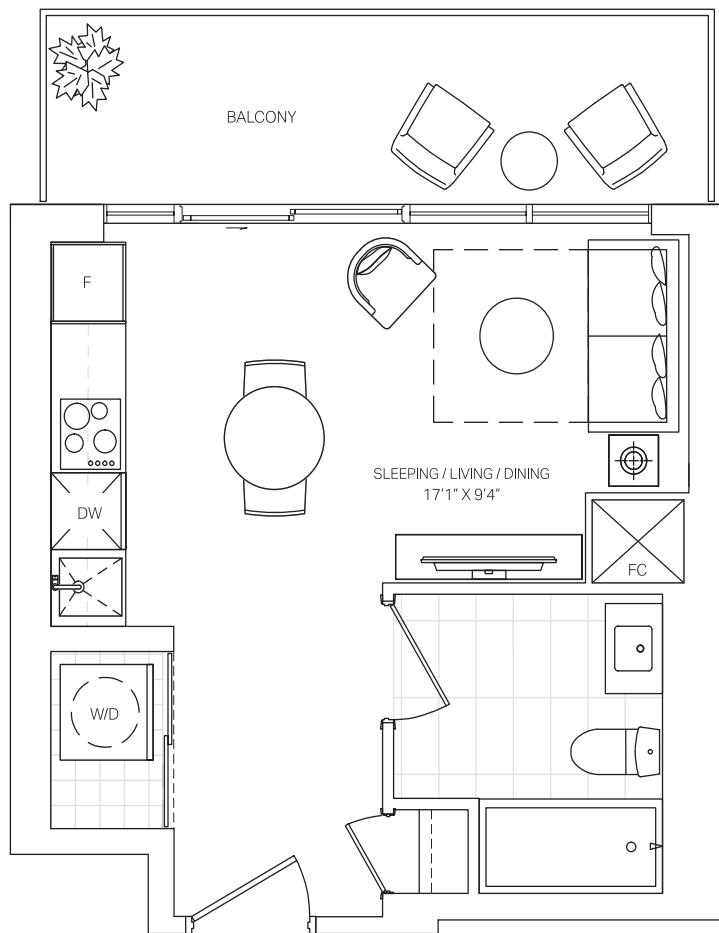 BALCONY
F
SLEEPING / LIVING / DINING
17'1" X 9'4"
DW
FC
W/D